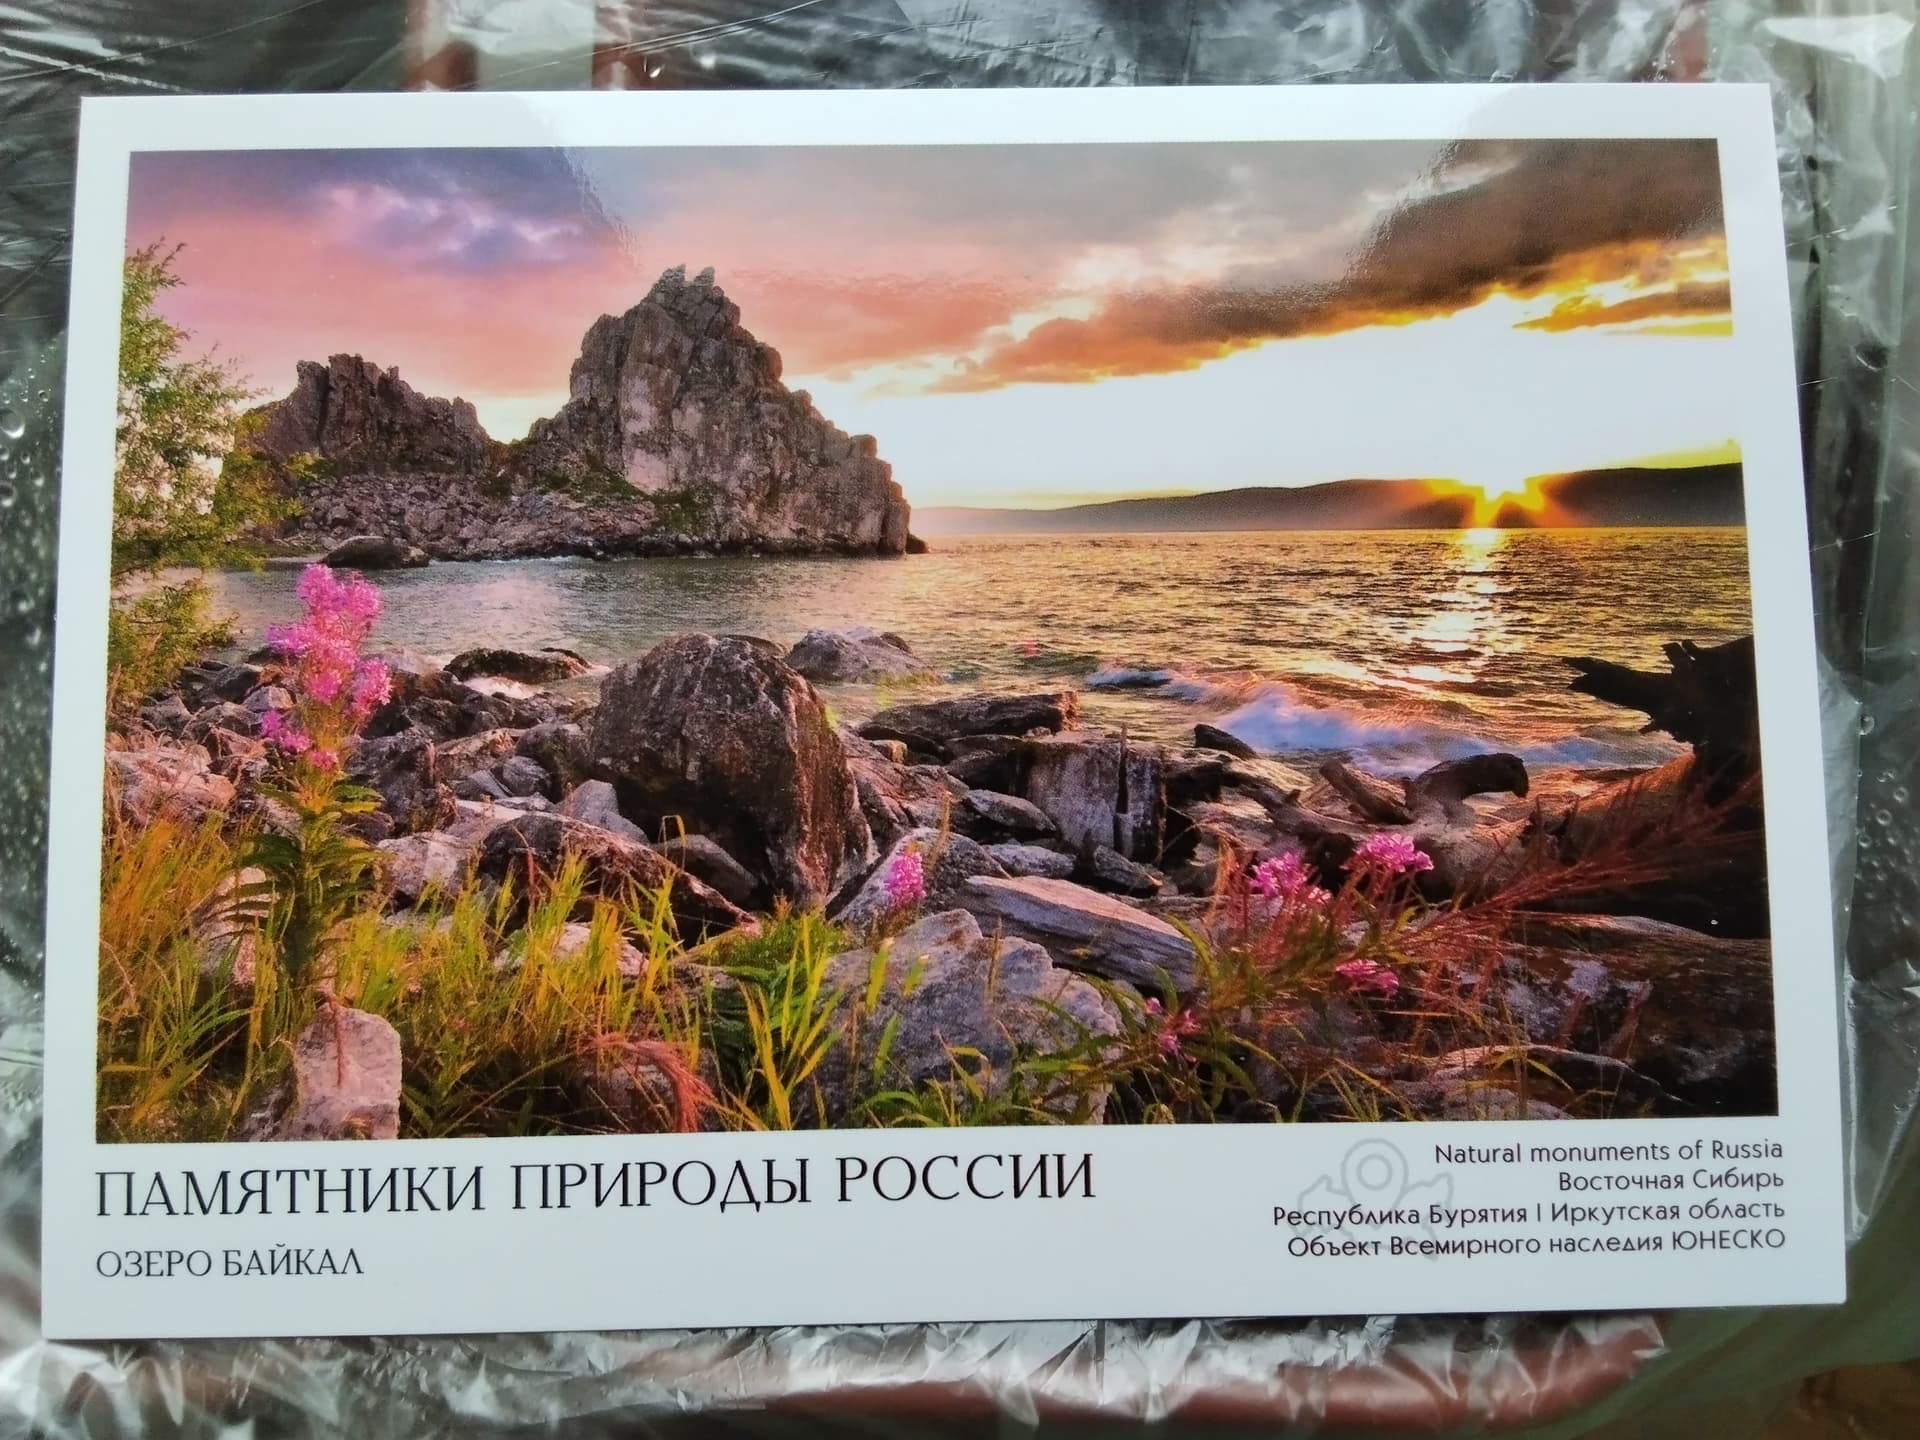 ПАМЯТНИКИ ПРИРОДЫ РОССИИ
ОЗЕРО БАЙКАЛ
Natural monuments of Russia
Восточная Сибирь
Республика Бурятия | Иркутская область
Объект Всемирного наследия ЮНЕСКО